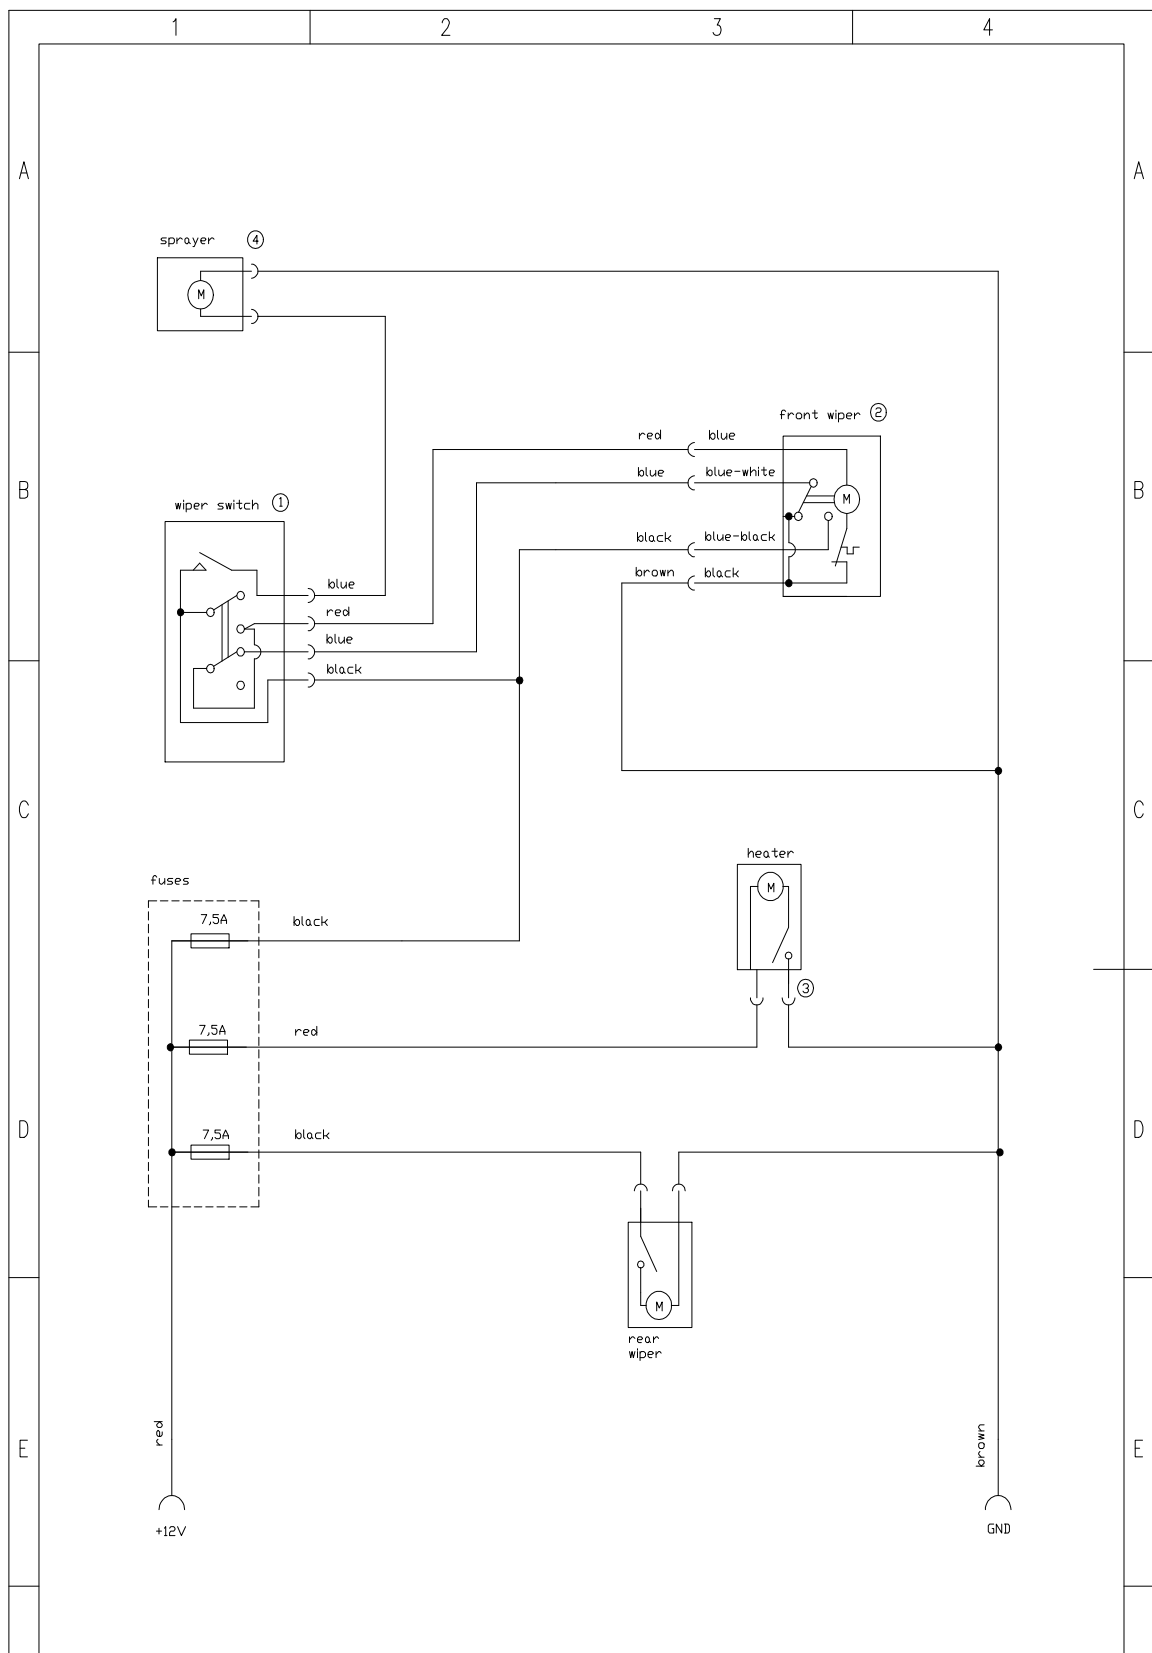 1 2 3 4
A A
sprayer 4
M
front wiper 2
red blue
B B
blue blue-white
M
wiper switch 1
black blue-black
brown black
blue
red
blue
black
C C
heater
fuses
M
7,5A black
3
7,5A red
D D
7,5A black
M
rear
wiper
red brown
E E
+12V GND